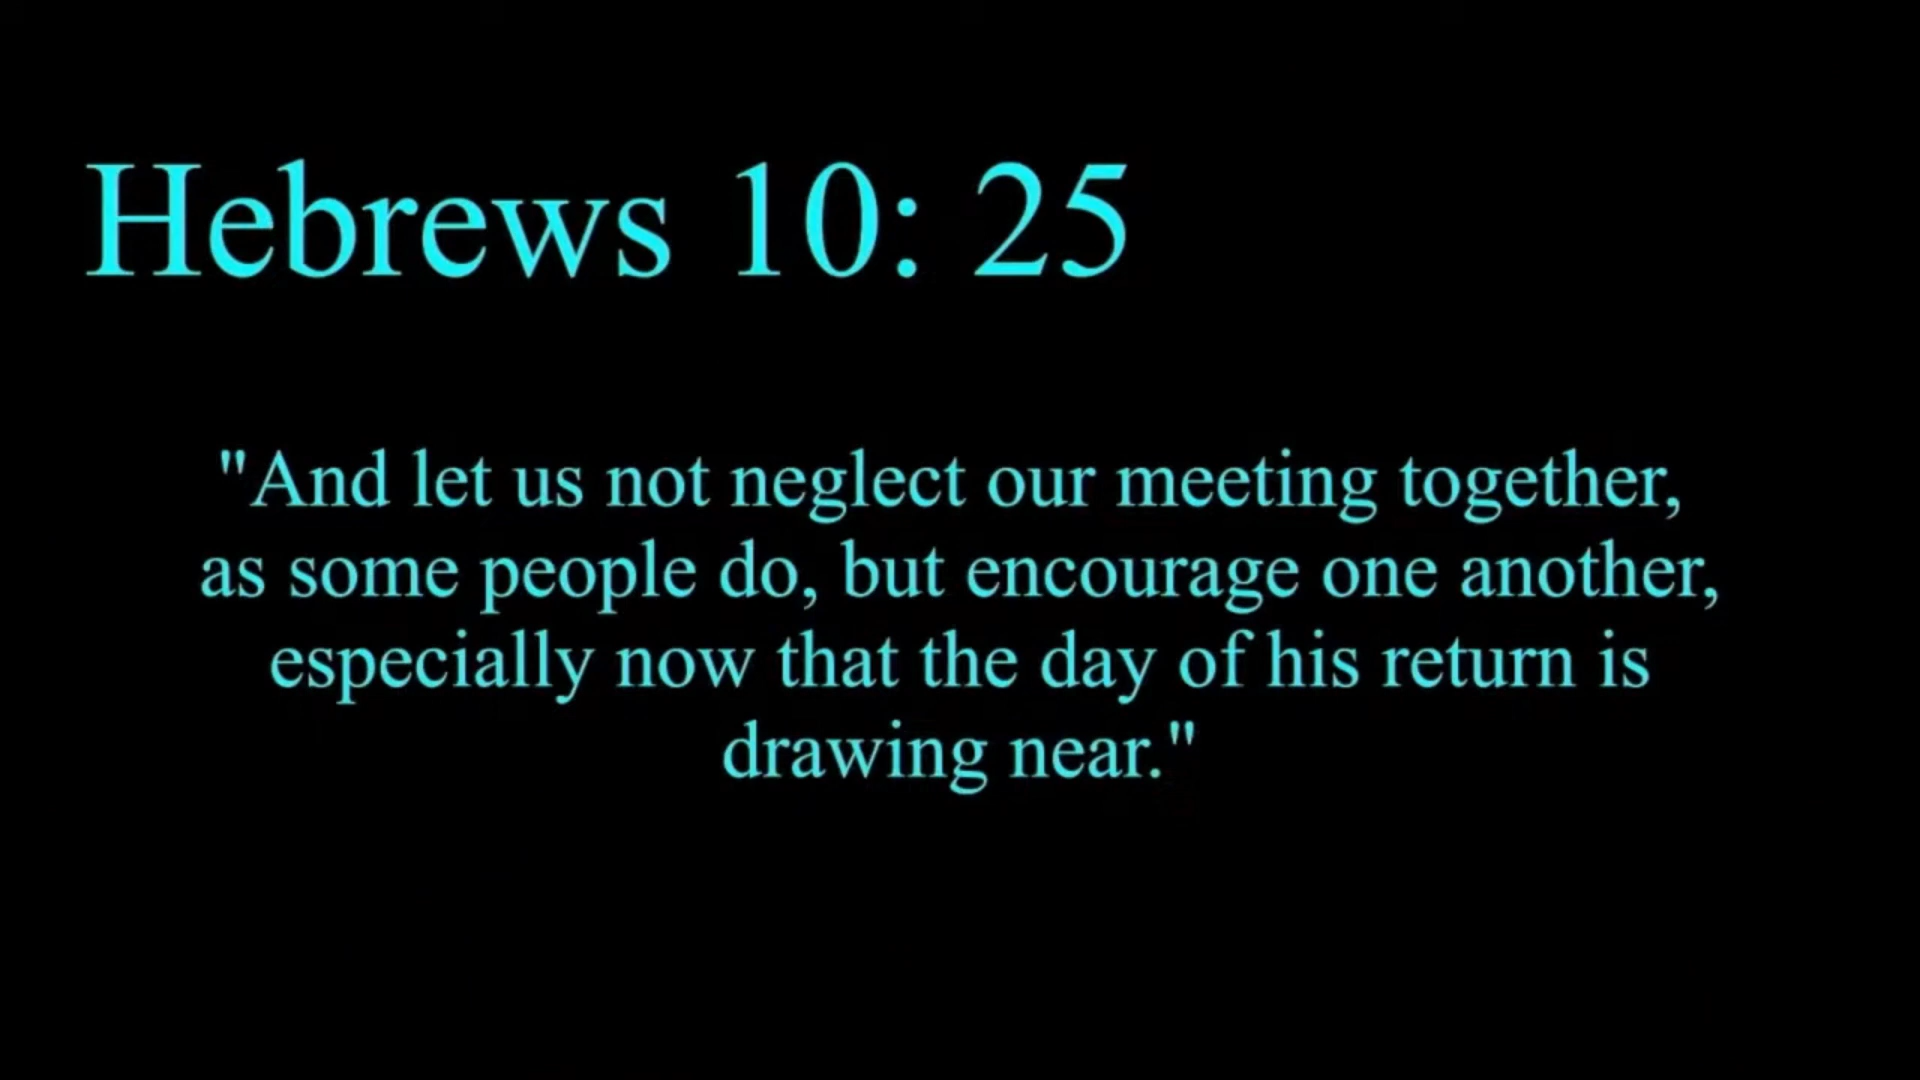 Hebrews 10: 25
"And let us not neglect our meeting together,
as some people do, but encourage one another,
especially now that the day of his return is
drawing near."